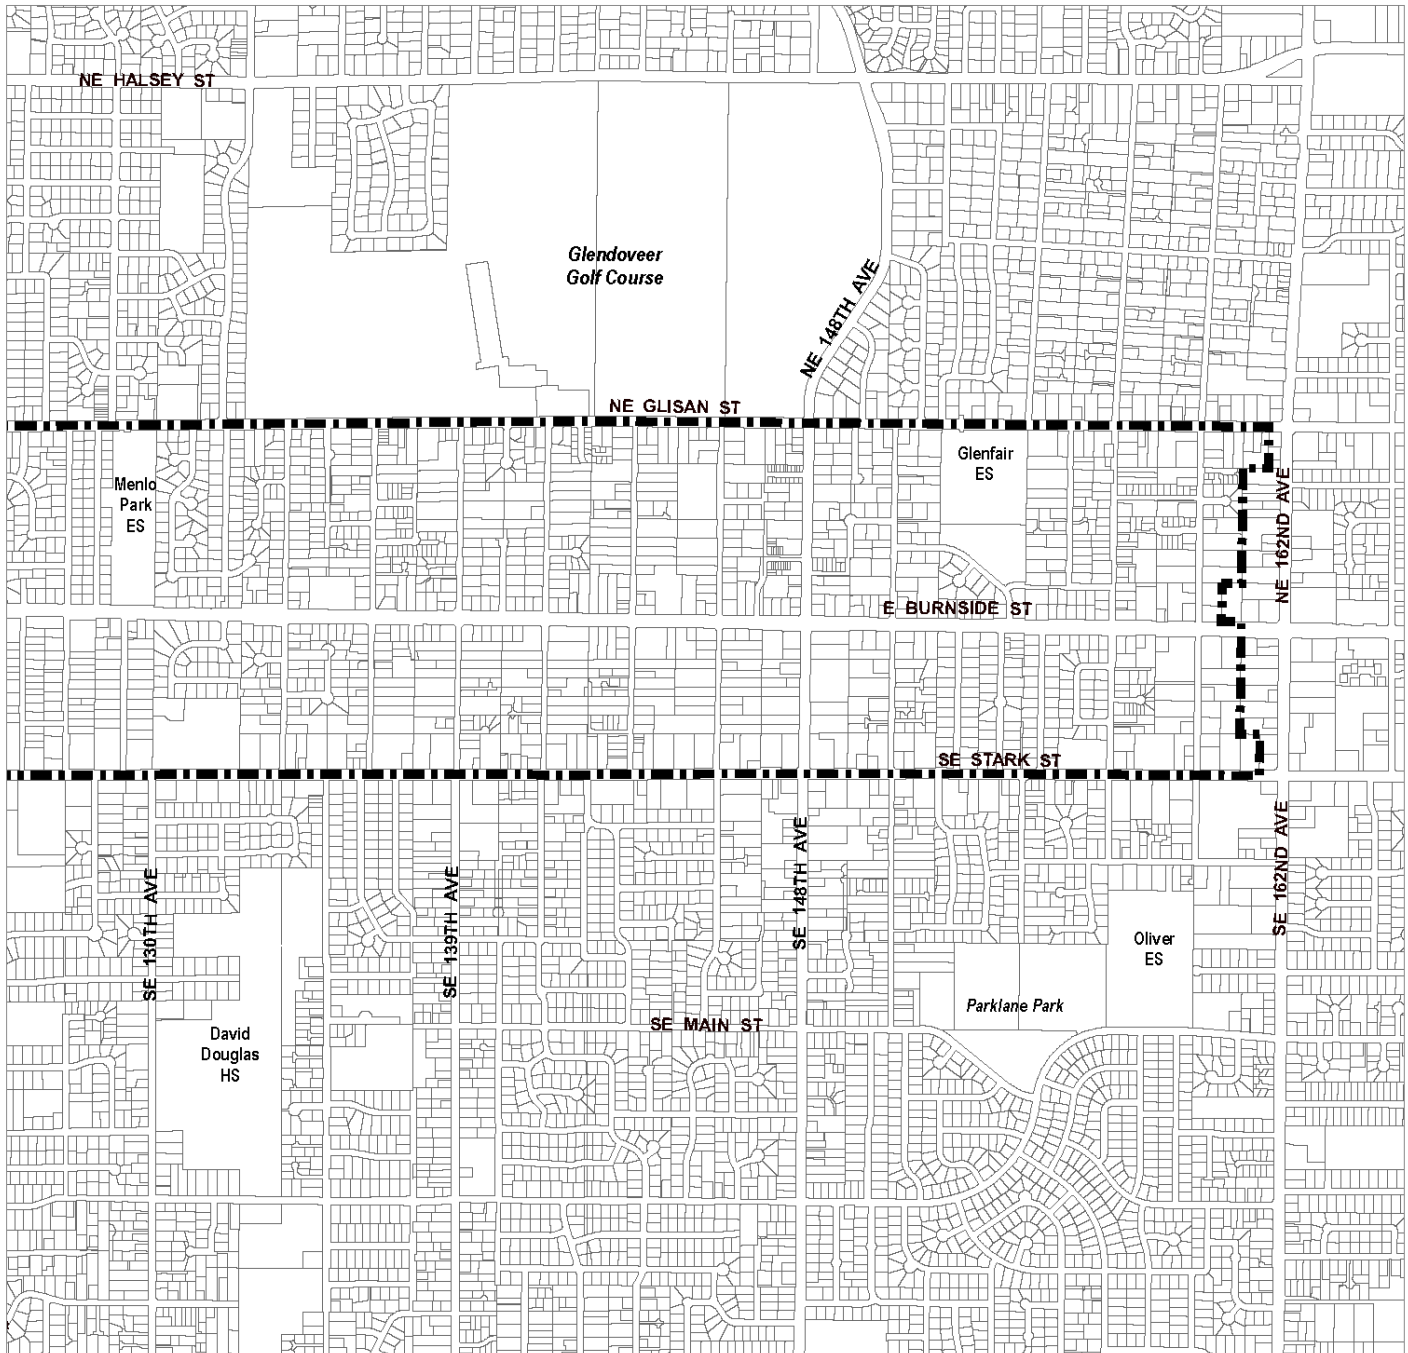 NE HALSEY ST
Glendoveer
Golf Course
NE 148TH AVE
NE GLISAN ST
Glenfair
ES
Menlo
Park
ES
NE 162ND AVE
E BURNSIDE ST
SE STARK ST
SE 148TH AVE
SE 162ND AVE
SE 130TH AVE
SE 139TH AVE
Oliver
ES
Parklane Park
SE MAIN ST
David
Douglas
HS